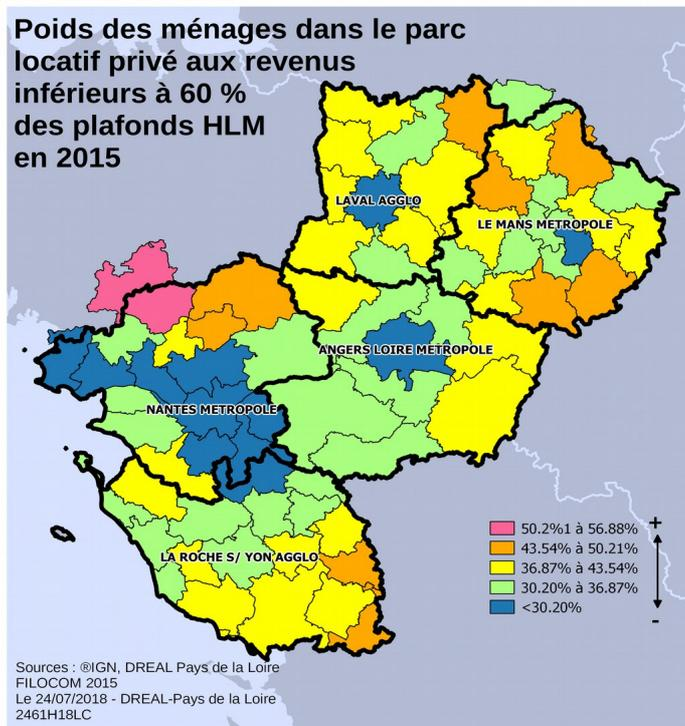 Poids des ménages dans le parc
locatif privé aux revenus
inférieurs à 60 %
des plafonds HLM
en 2015
LAVAL AGGLO
LE MANS METROPOLE
ANGERS LOIRE METROPOLE
NANTES METROPOLE
LA ROCHE S/ YON AGGLO
+
50.2%1 à 56.88%
43.54% à 50.21%
36.87% à 43.54%
30.20% à 36.87%
<30.20%
-
Sources : ®IGN, DREAL Pays de la Loire
FILOCOM 2015
Le 24/07/2018 - DREAL-Pays de la Loire
2461H18LC